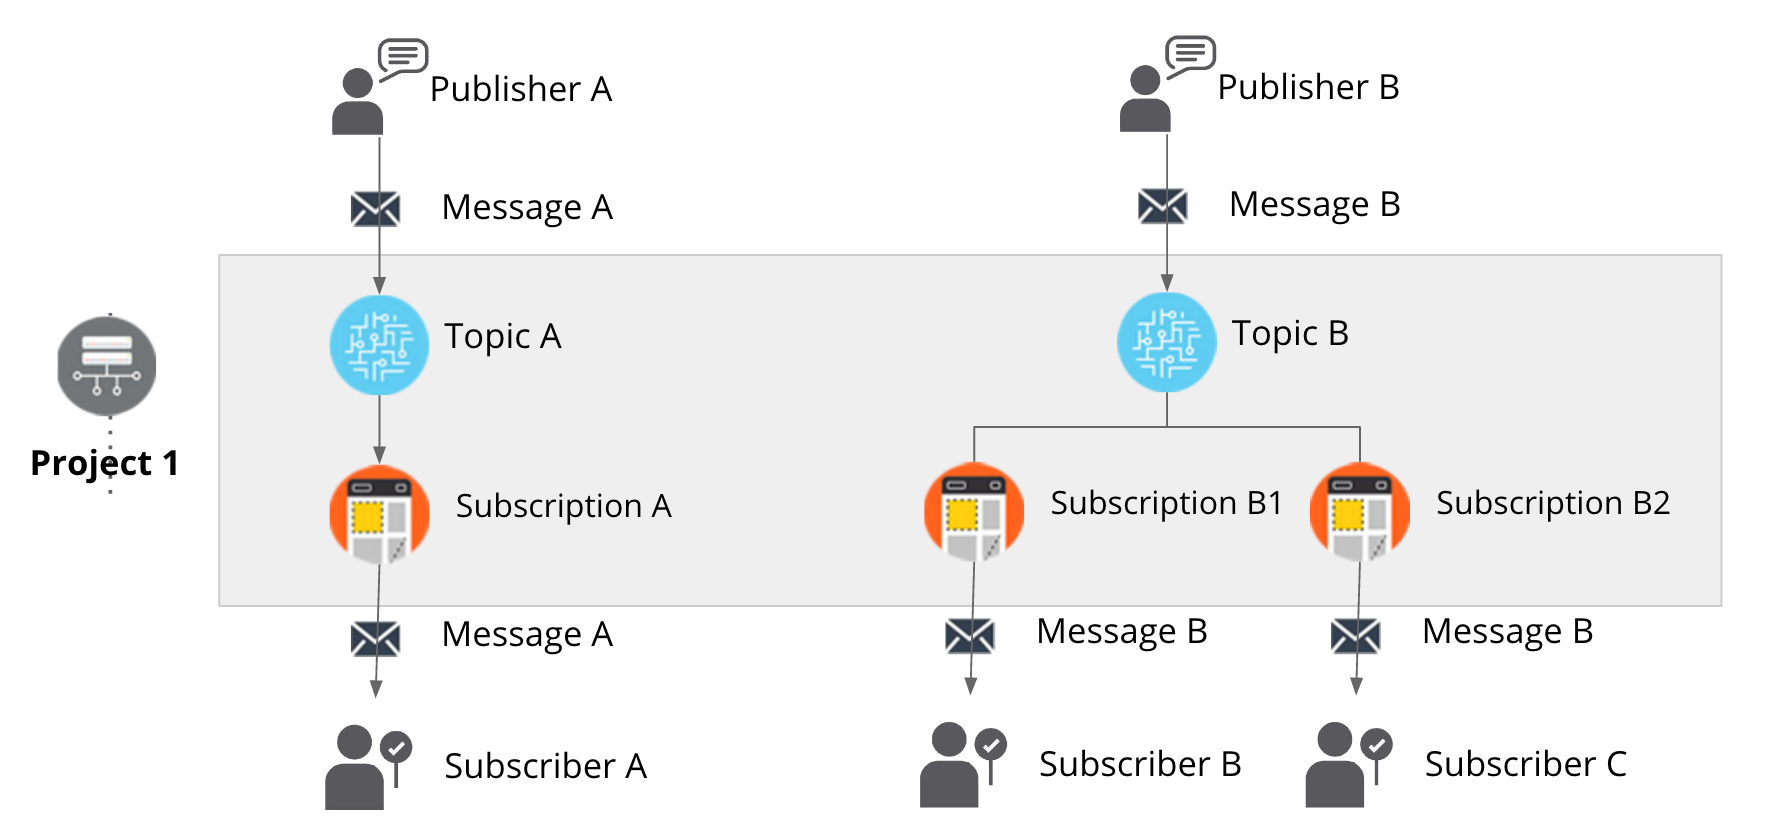 Publisher A
Publisher B
Message A
Message B
Topic A
Topic B
Project 1
Subscription A
Subscription B1
Subscription B2
Message A
Message B
Message B
Subscriber A
Subscriber B
Subscriber C